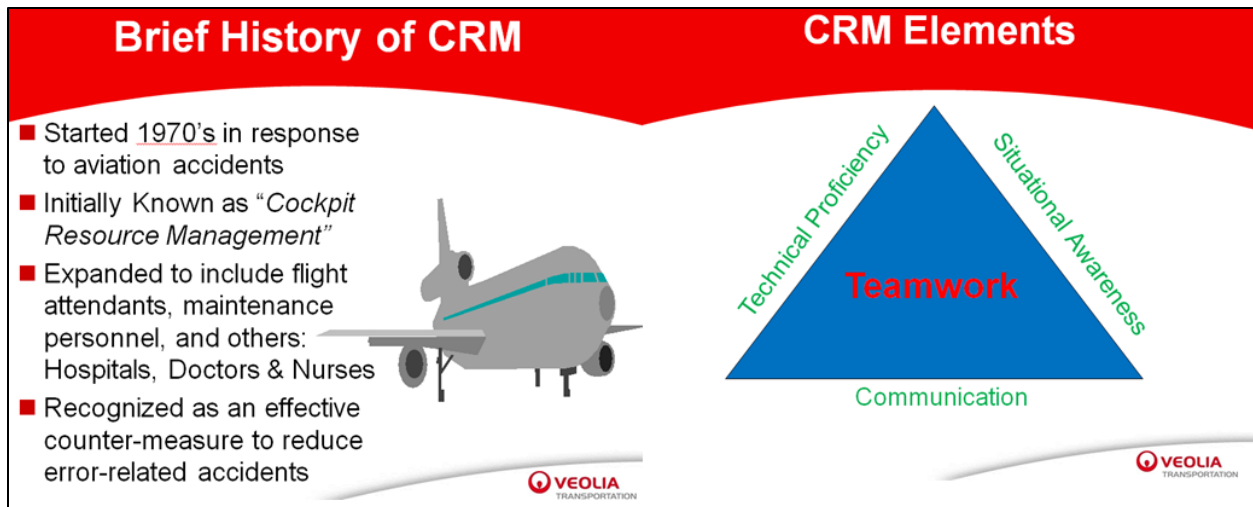 Brief History of CRM
Started 1970’s in response
to aviation accidents
Initially Known as “Cockpit
Resource Management”
Expanded to include flight
attendants, maintenance
personnel, and others:
Hospitals, Doctors & Nurses
Recognized as an effective
counter-measure to reduce
error-related accidents
VEOLIA
TRANSPORTATION
CRM Elements
Technical Proficiency
Situational Awareness
Teamwork
Communication
VEOLIA
TRANSPORTATION